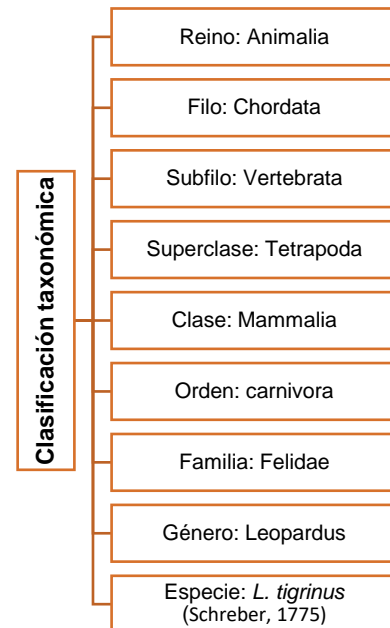 Clasificación taxonómica
Reino: Animalia
Filo: Chordata
Subfilo: Vertebrata
Superclase: Tetrapoda
Clase: Mammalia
Orden: carnivora
Familia: Felidae
Género: Leopardus
Especie: L. tigrinus
(Schreber, 1775)